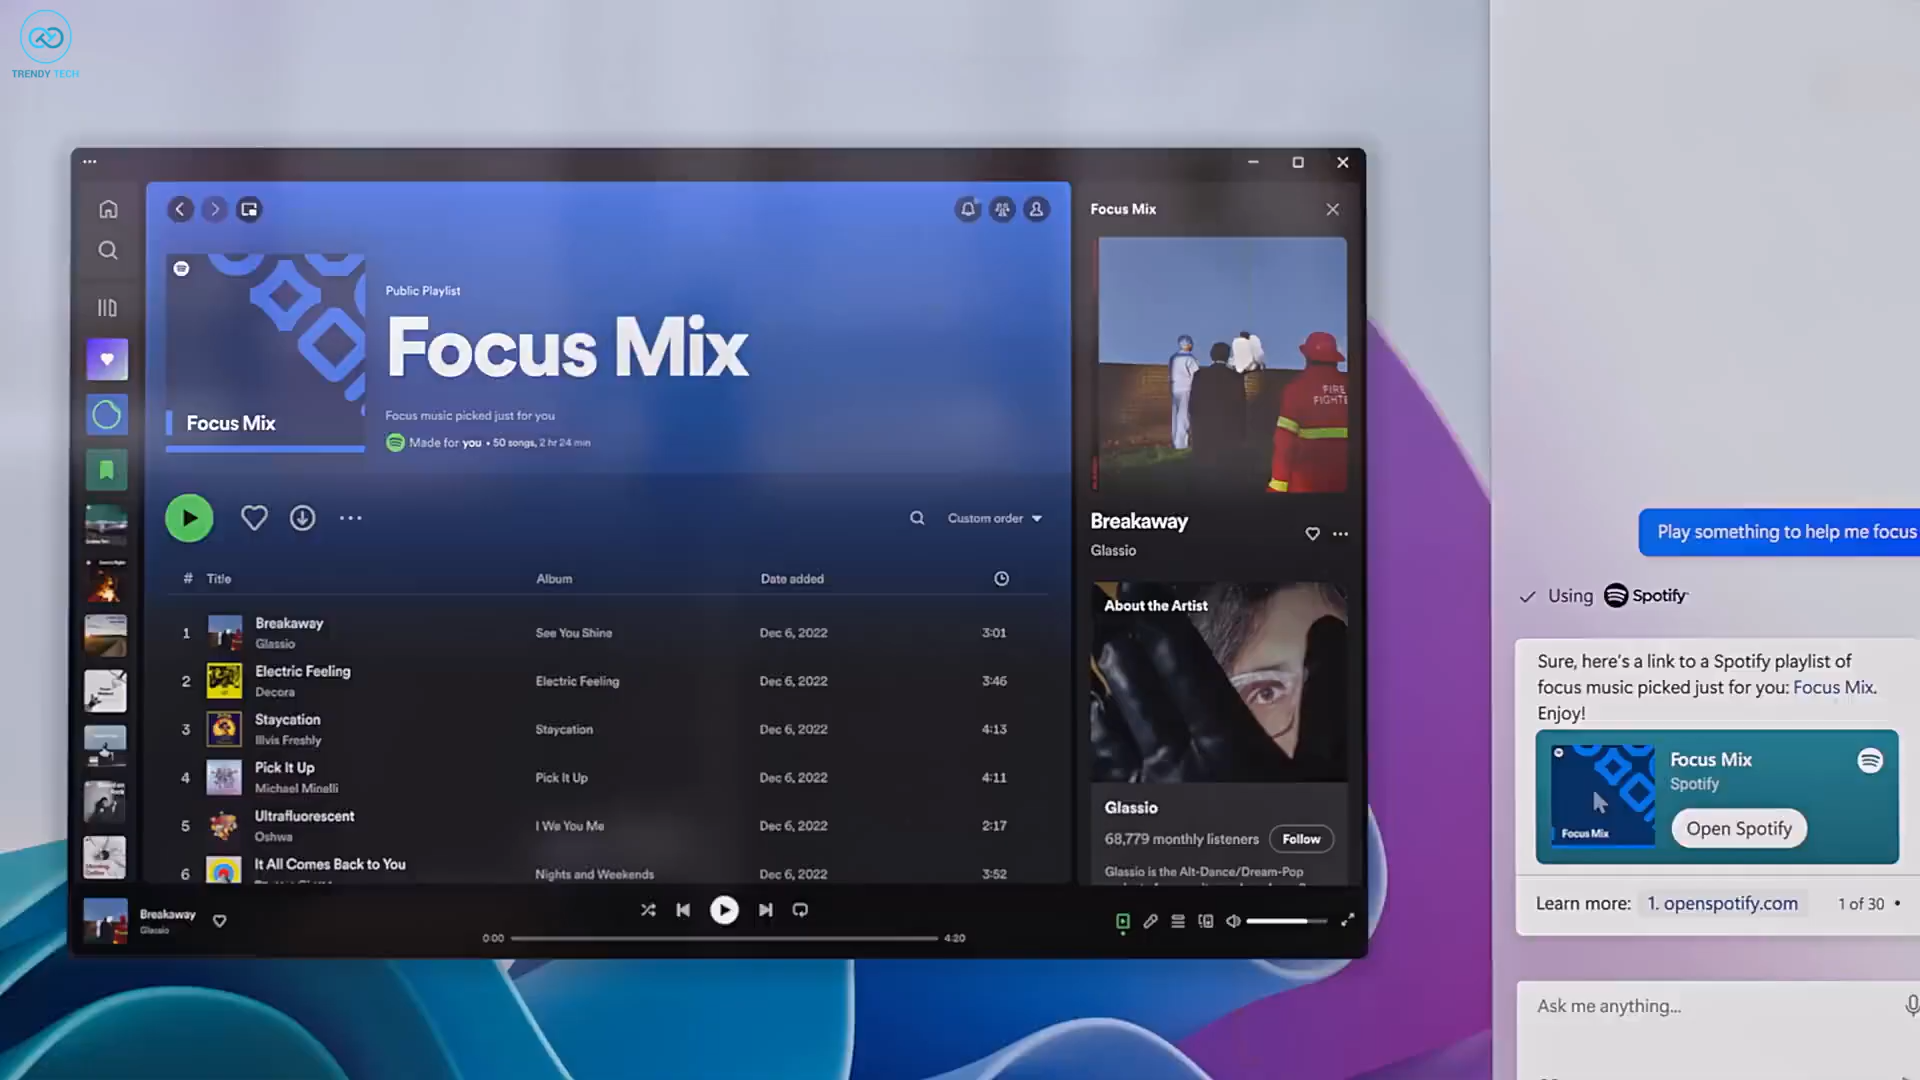 TRENDY TECH
Focus Mix
Public Playlist
Focus Mix
Focus music picked just for you
Made for you • 50 songs, 2 hr 24 min
Focus Mix
FIRE
FIGHTE
Custom order
Breakaway
Glassio
# Title Album Date added
1 Breakaway See You Shine Dec 6, 2022 3:01
Glassio
2 Electric Feeling Electric Feeling Dec 6, 2022 3:46
Decora
3 Staycation Staycation Dec 6, 2022 4:13
Illvis Freshly
4 Pick It Up Pick It Up Dec 6, 2022 4:11
Michael Minelli
5 Ultrafluorescent I We You Me Dec 6, 2022 2:17
Oshwa
6 It All Comes Back to You Nights and Weekends Dec 6, 2022 3:52
About the Artist
Glassio
68,779 monthly listeners Follow
Glassio is the Alt-Dance/Dream-Pop
Breakaway
Glassio
0:00 4:20
Play something to help me focus
Using Spotify
Sure, here's a link to a Spotify playlist of
focus music picked just for you: Focus Mix.
Enjoy!
Focus Mix
Focus Mix
Spotify
Open Spotify
Learn more: 1. openspotify.com 1 of 30 •
Ask me anything...